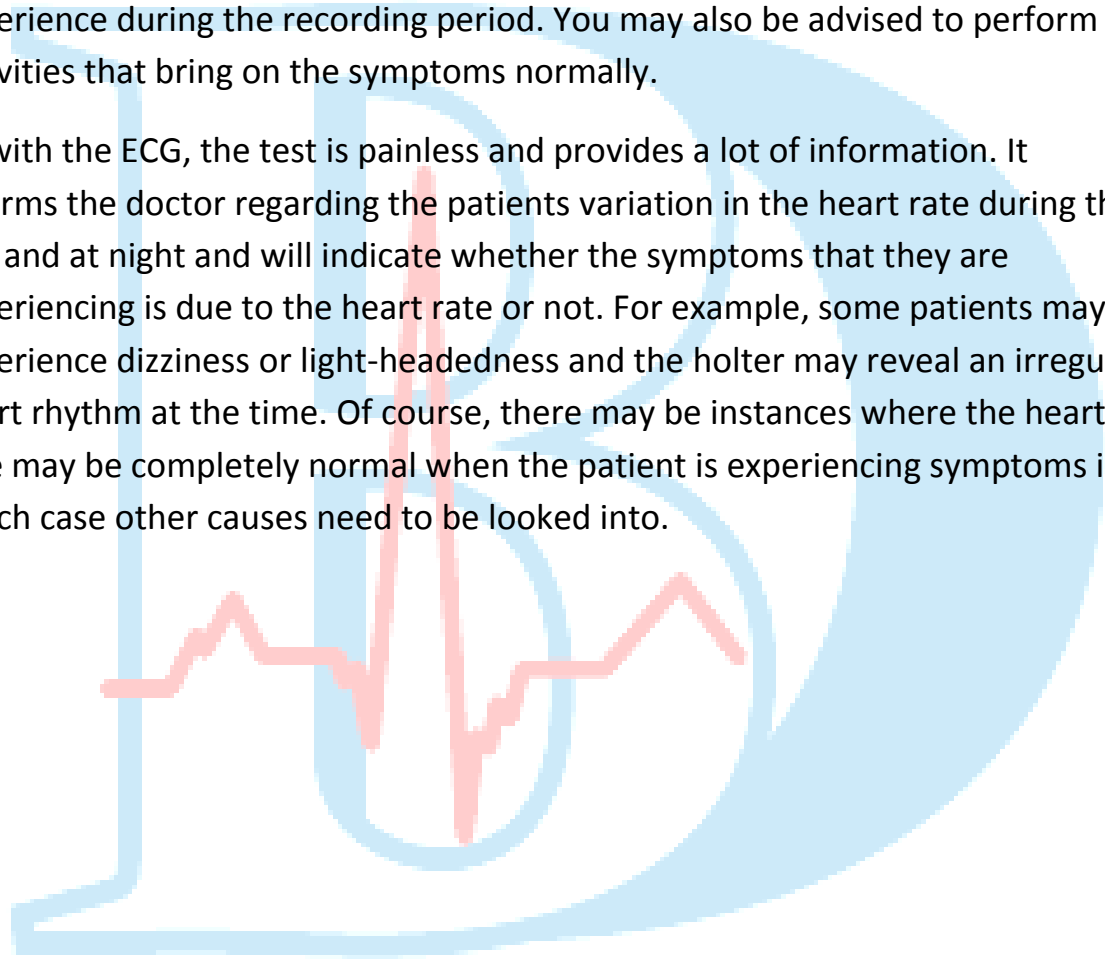 erience during the recording period. You may also be advised to perform
vities that bring on the symptoms normally.
with the ECG, the test is painless and provides a lot of information. It
rms the doctor regarding the patients variation in the heart rate during th
and at night and will indicate whether the symptoms that they are
eriencing is due to the heart rate or not. For example, some patients may
erience dizziness or light-headedness and the holter may reveal an irregu
rt rhythm at the time. Of course, there may be instances where the heart
e may be completely normal when the patient is experiencing symptoms i
ch case other causes need to be looked into.